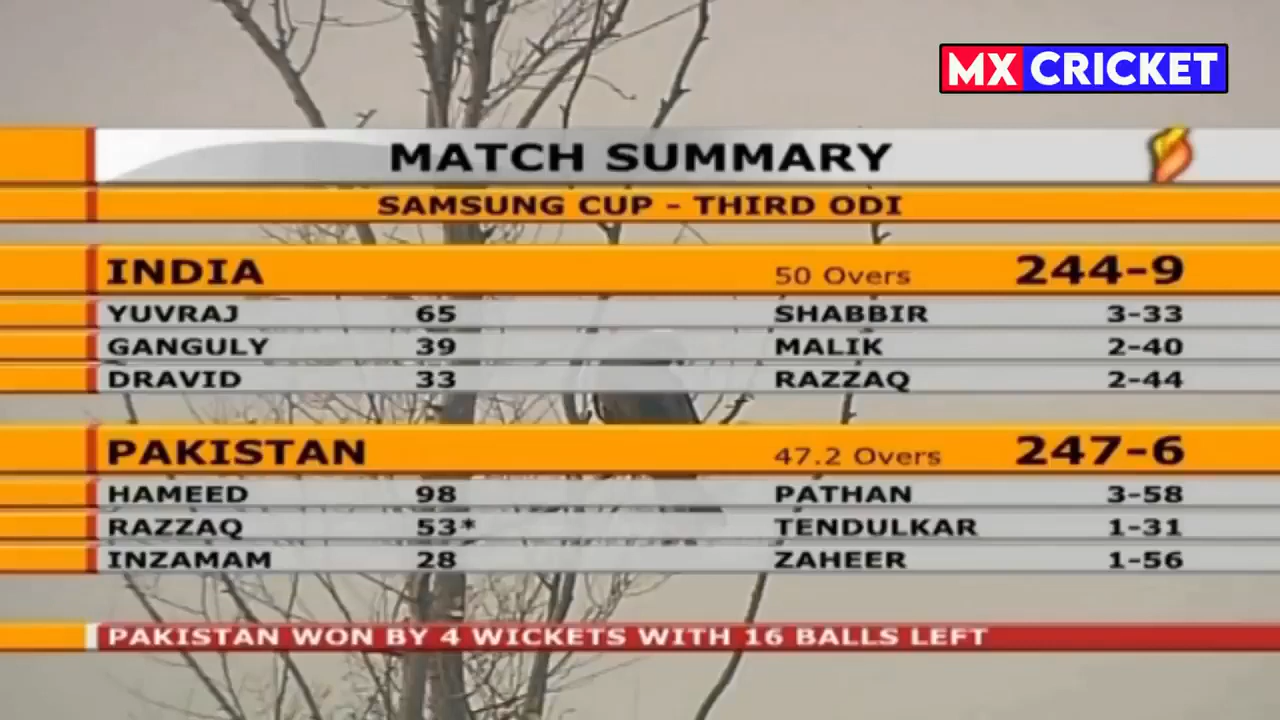 MX CRICKET
MATCH SUMMARY
SAMSUNG CUP - THIRD ODI
INDIA 50 Overs 244-9
YUVRAJ 65 SHABBIR 3-33
GANGULY 39 MALIK 2-40
DRAVID 33 RAZZAQ 2-44
PAKISTAN 47.2 Overs 247-6
HAMEED 98 PATHAN 3-58
RAZZAQ 53* TENDULKAR 1-31
INZAMAM 28 ZAHEER 1-56
PAKISTAN WON BY 4 WICKETS WITH 16 BALLS LEFT